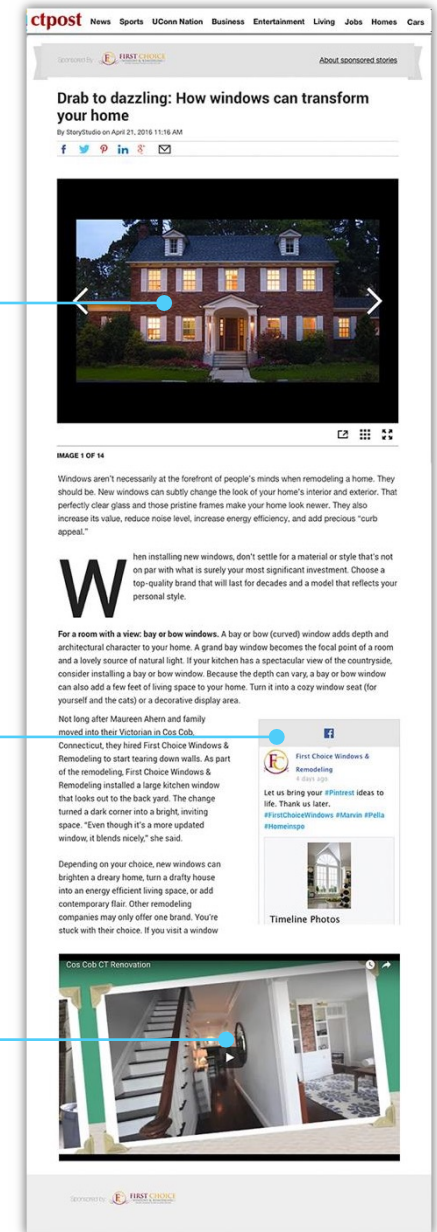 ctpost News Sports UConn Nation Business Entertainment Living Jobs Homes Cars
Sponsored by FIRST CHOICE
About sponsored stories
Drab to dazzling: How windows can transform
your home
By StoryStudio on April 21, 2016 11:16 AM
IMAGE 1 OF 14
Windows aren't necessarily at the forefront of people's minds when remodeling a home. They
should be. New windows can subtly change the look of your home's interior and exterior. That
perfectly clear glass and those pristine frames make your home look newer. They also
increase its value, reduce noise level, increase energy efficiency, and add precious "curb
appeal."
When installing new windows, don't settle for a material or style that's not
on par with what is surely your most significant investment. Choose a
top-quality brand that will last for decades and a model that reflects your
personal style.
For a room with a view: bay or bow windows. A bay or bow (curved) window adds depth and
architectural character to your home. A grand bay window becomes the focal point of a room
and a lovely source of natural light. If your kitchen has a spectacular view of the countryside,
consider installing a bay or bow window. Because the depth can vary, a bay or bow window
can also add a few feet of living space to your home. Turn it into a cozy window seat (for
yourself and the cats) or a decorative display area.
Not long after Maureen Ahern and family
moved into their Victorian in Cos Cob,
Connecticut, they hired First Choice Windows &
Remodeling to start tearing down walls. As part
of the remodeling, First Choice Windows &
Remodeling installed a large kitchen window
that looks out to the back yard. The change
turned a dark corner into a bright, inviting
space. "Even though it's a more updated
window, it blends nicely," she said.
Depending on your choice, new windows can
brighten a dreary home, turn a drafty house
into an energy efficient living space, or add
contemporary flair. Other remodeling
companies may only offer one brand. You're
stuck with their choice. If you visit a window
First Choice Windows &
Remodeling
4 days ago
Let us bring your #Pintrest ideas to
life. Thank us later.
#FirstChoiceWindows #Marvin #Pella
#Homeinspo
Timeline Photos
Cos Cob CT Renovation
Sponsored by FIRST CHOICE